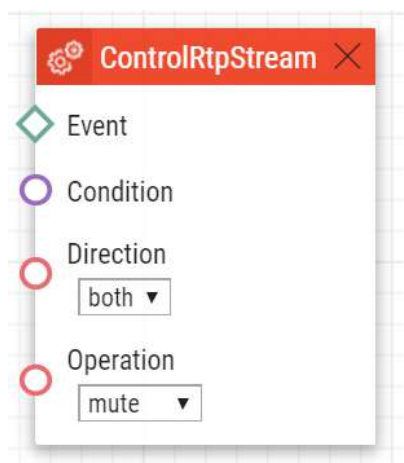 ControlRtpStream
Event
Condition
Direction
both
Operation
mute